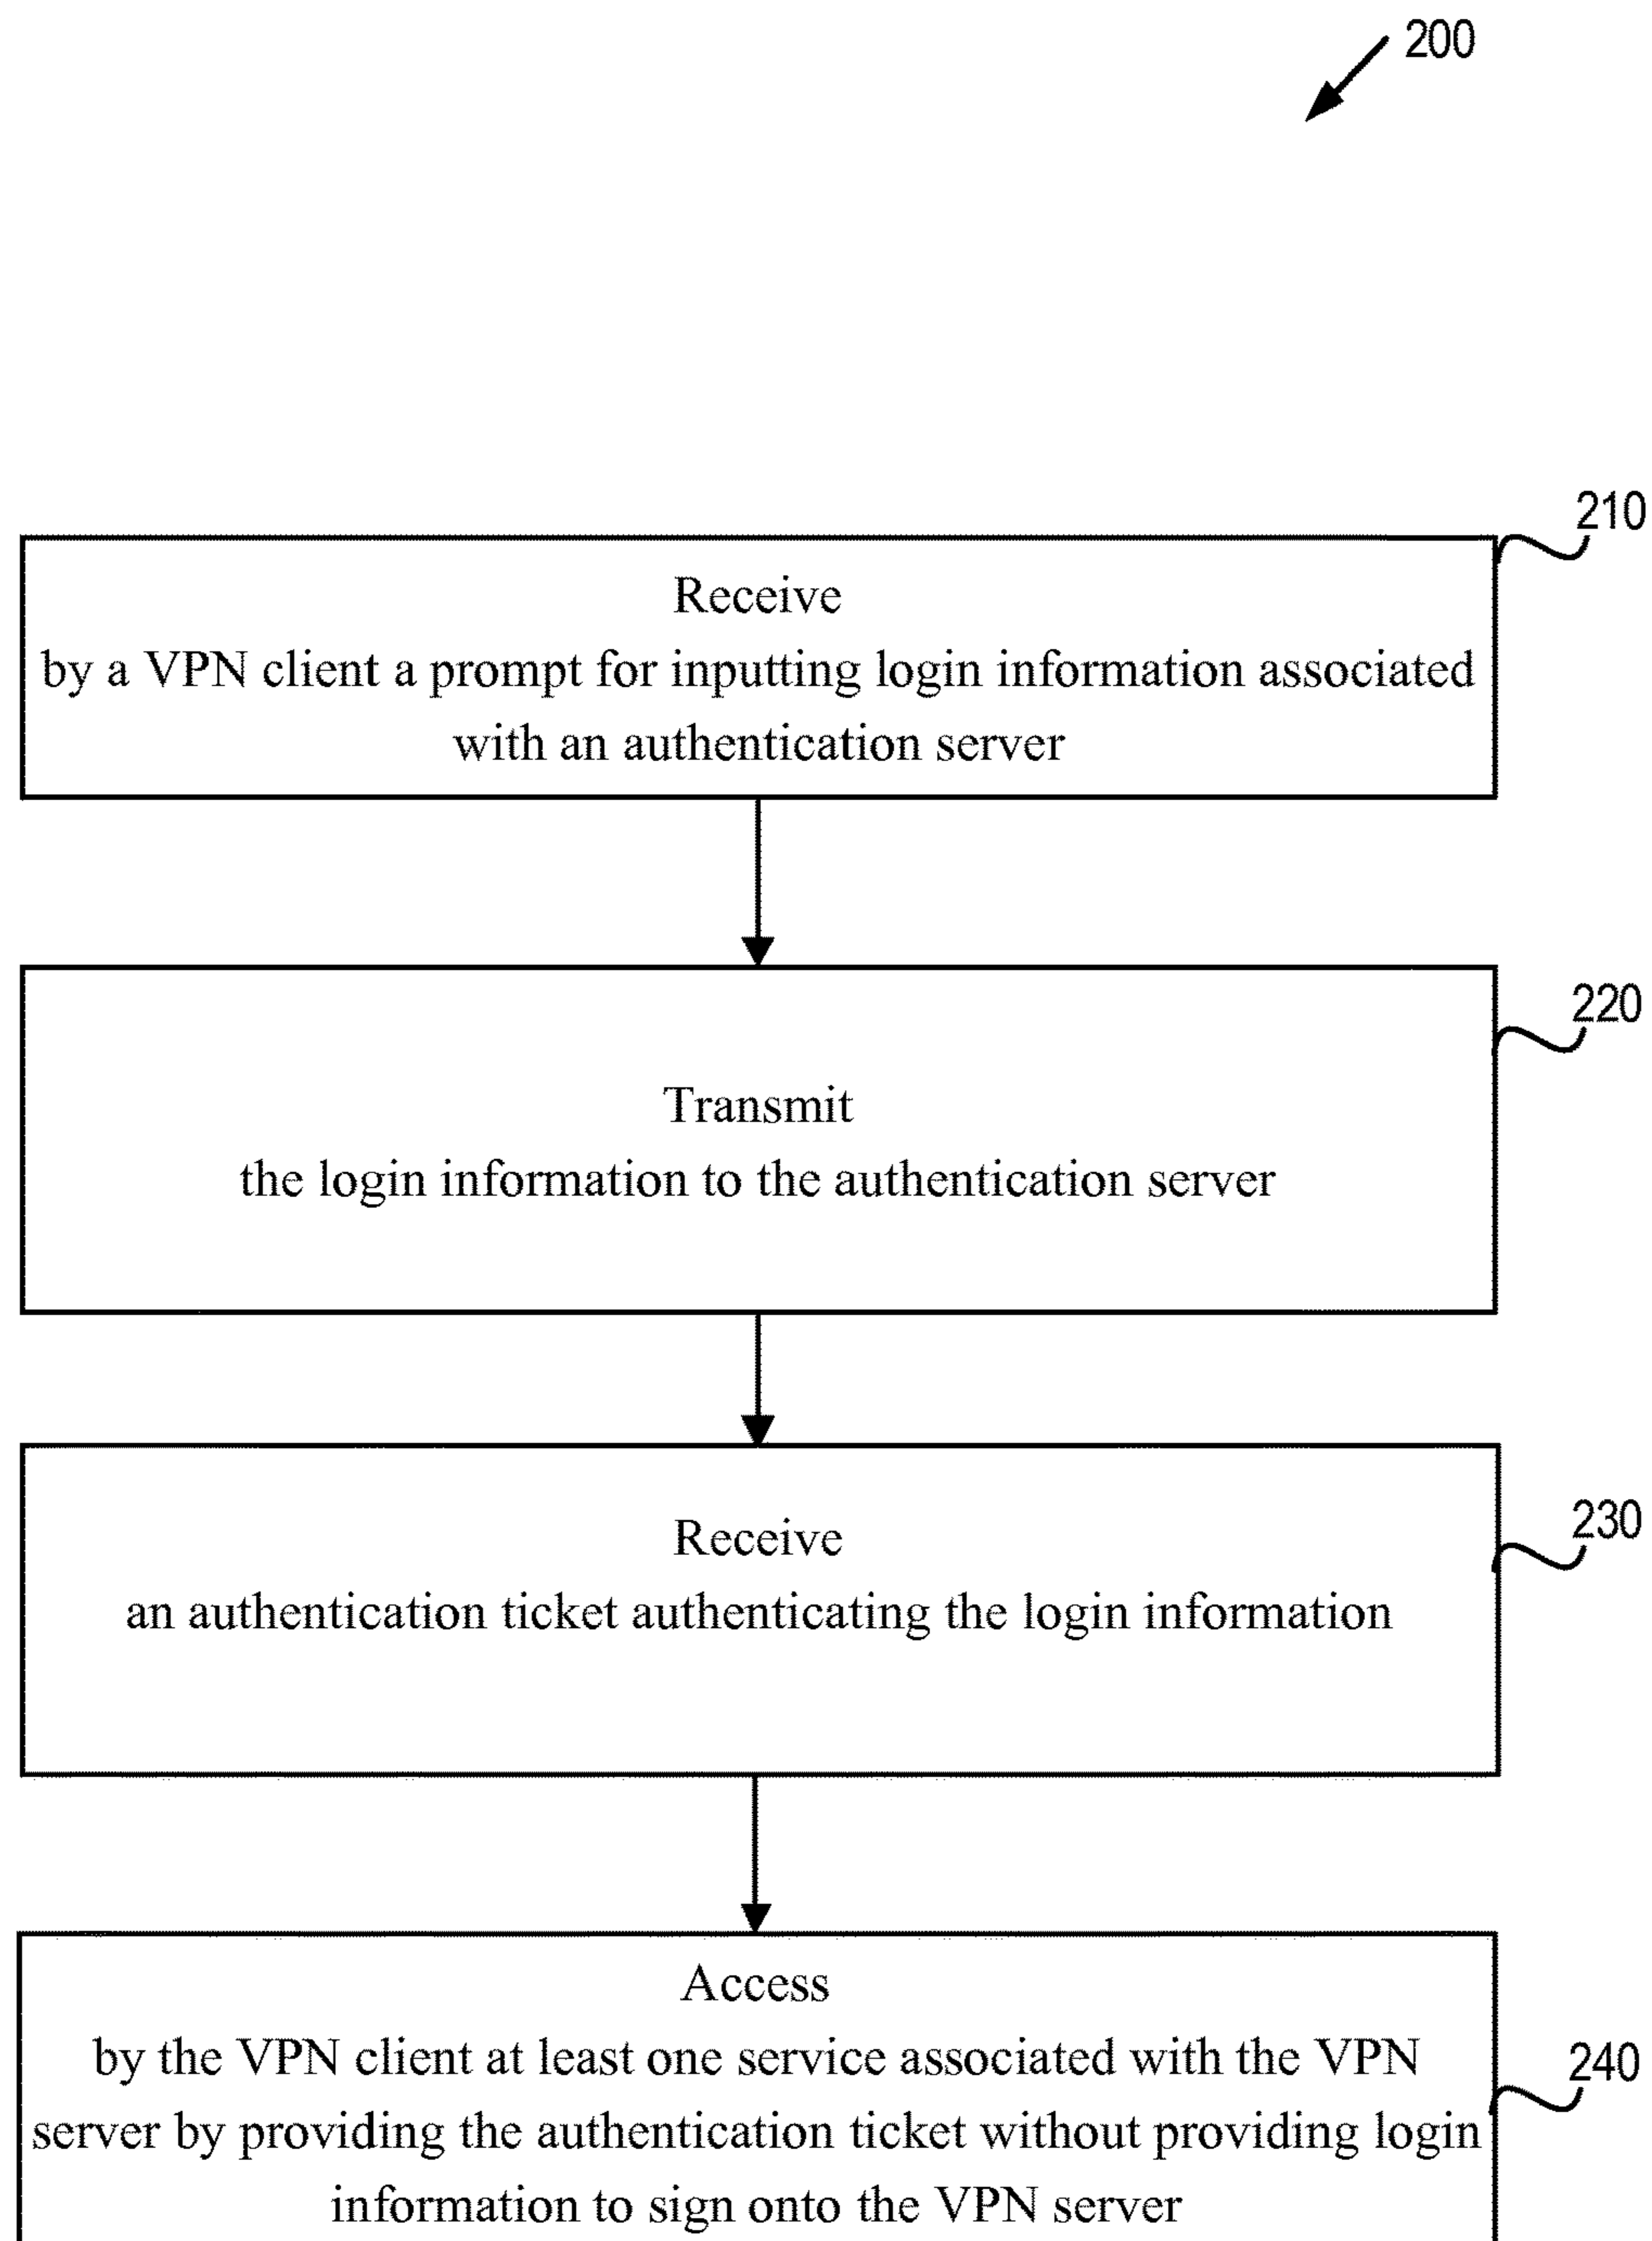 200
210
Receive
by a VPN client a prompt for inputting login information associated
with an authentication server
220
Transmit
the login information to the authentication server
230
Receive
an authentication ticket authenticating the login information
Access
by the VPN client at least one service associated with the VPN
240
server by providing the authentication ticket without providing login
information to sign onto the VPN server